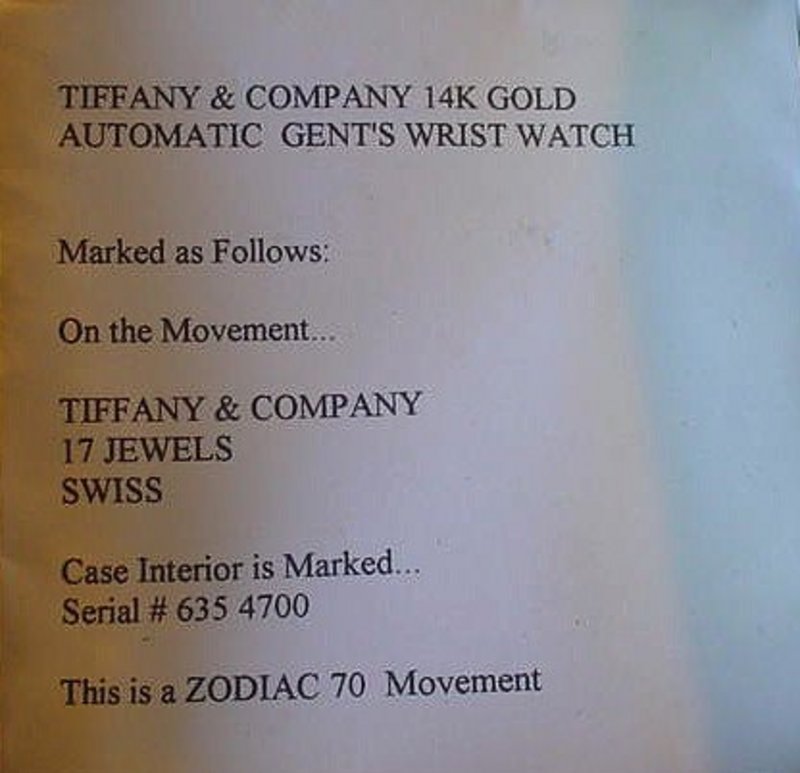 TIFFANY & COMPANY 14K GOLD
AUTOMATIC GENT'S WRIST WATCH
Marked as Follows:
On the Movement...
TIFFANY & COMPANY
17 JEWELS
SWISS
Case Interior is Marked...
Serial # 635 4700
This is a ZODIAC 70 Movement